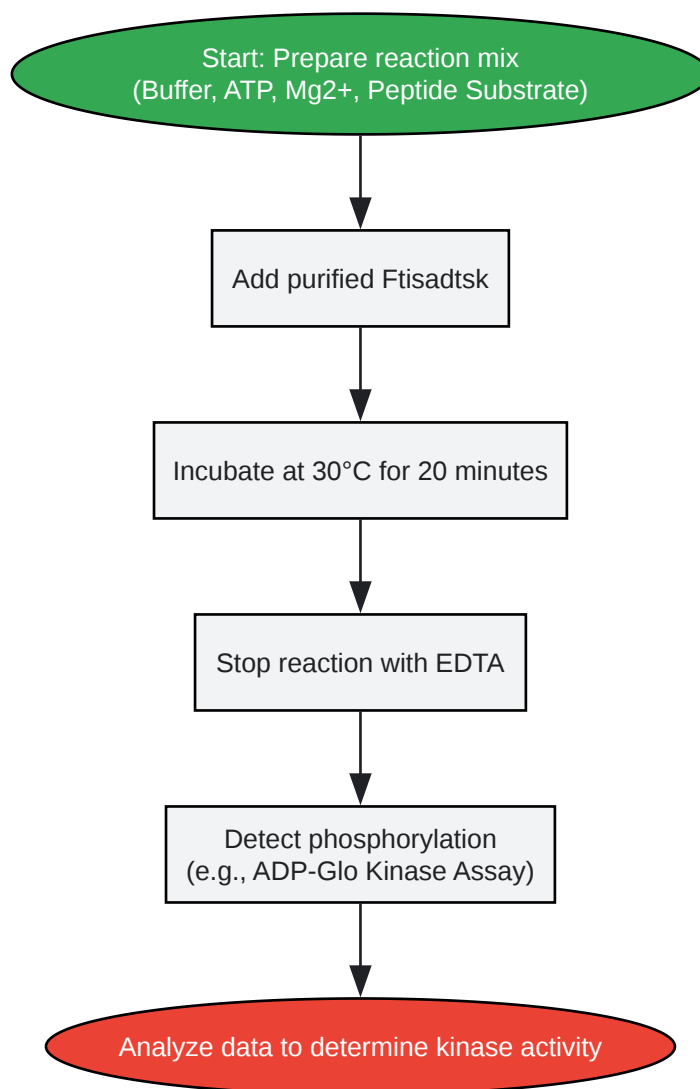 Start: Prepare reaction mix
(Buffer, ATP, Mg2+, Peptide Substrate)
Add purified Ftisadtsk
Incubate at 30°C for 20 minutes
Stop reaction with EDTA
Detect phosphorylation
(e.g., ADP-Glo Kinase Assay)
Analyze data to determine kinase activity